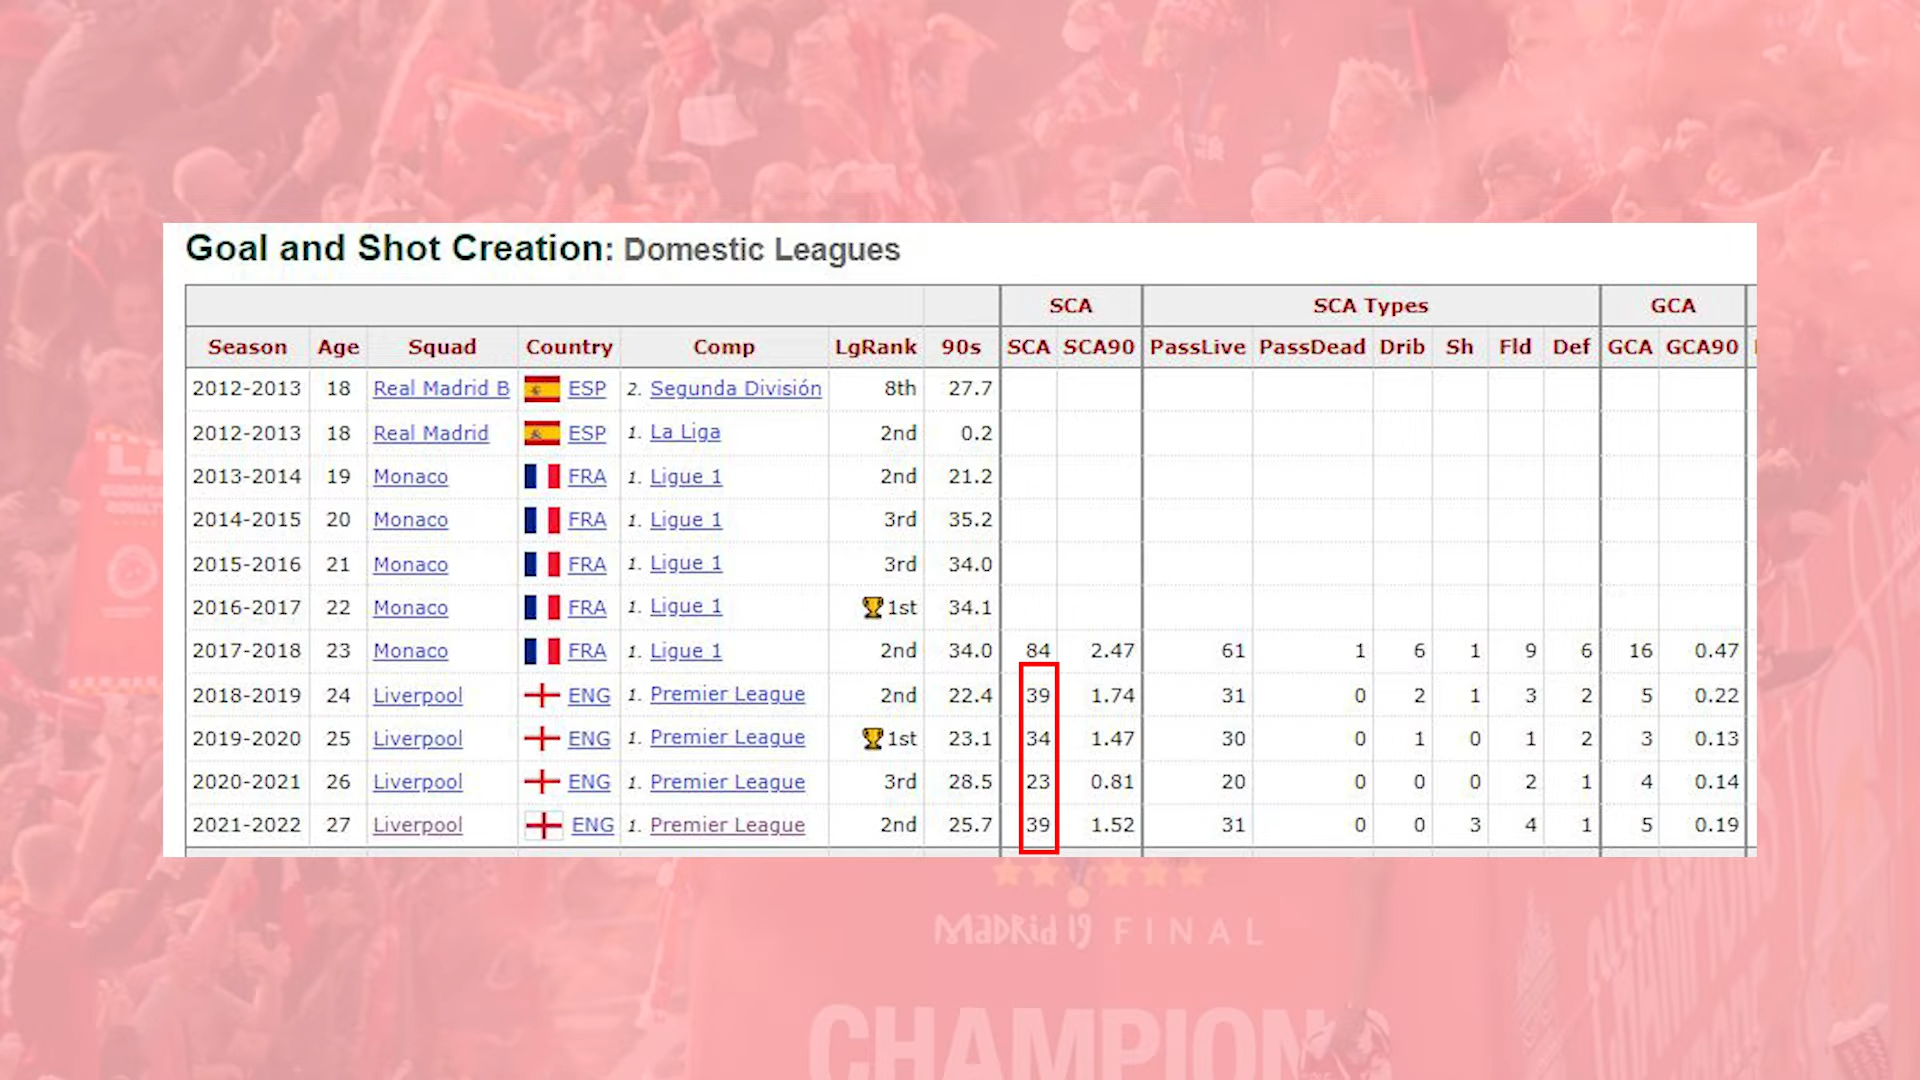 Goal and Shot Creation: Domestic Leagues
SCA SCA Types GCA
Season Age Squad Country Comp LgRank 90s SCA SCA90 PassLive PassDead Drib Sh Fld Def GCA GCA90
2012-2013 18 Real Madrid B ESP 2. Segunda División 8th 27.7
2012-2013 18 Real Madrid ESP 1. La Liga 2nd 0.2
2013-2014 19 Monaco FRA 1. Ligue 1 2nd 21.2
2014-2015 20 Monaco FRA 1. Ligue 1 3rd 35.2
2015-2016 21 Monaco FRA 1. Ligue 1 3rd 34.0
2016-2017 22 Monaco FRA 1. Ligue 1 1st 34.1
2017-2018 23 Monaco FRA 1. Ligue 1 2nd 34.0 84 2.47 61 1 6 1 9 6 16 0.47
2018-2019 24 Liverpool ENG 1. Premier League 2nd 22.4 39 1.74 31 0 2 1 3 2 5 0.22
2019-2020 25 Liverpool ENG 1. Premier League 1st 23.1 34 1.47 30 0 1 0 1 2 3 0.13
2020-2021 26 Liverpool ENG 1. Premier League 3rd 28.5 23 0.81 20 0 0 0 2 1 4 0.14
2021-2022 27 Liverpool ENG 1. Premier League 2nd 25.7 39 1.52 31 0 0 3 4 1 5 0.19
MADRID 19 FINAL
CHAMPION